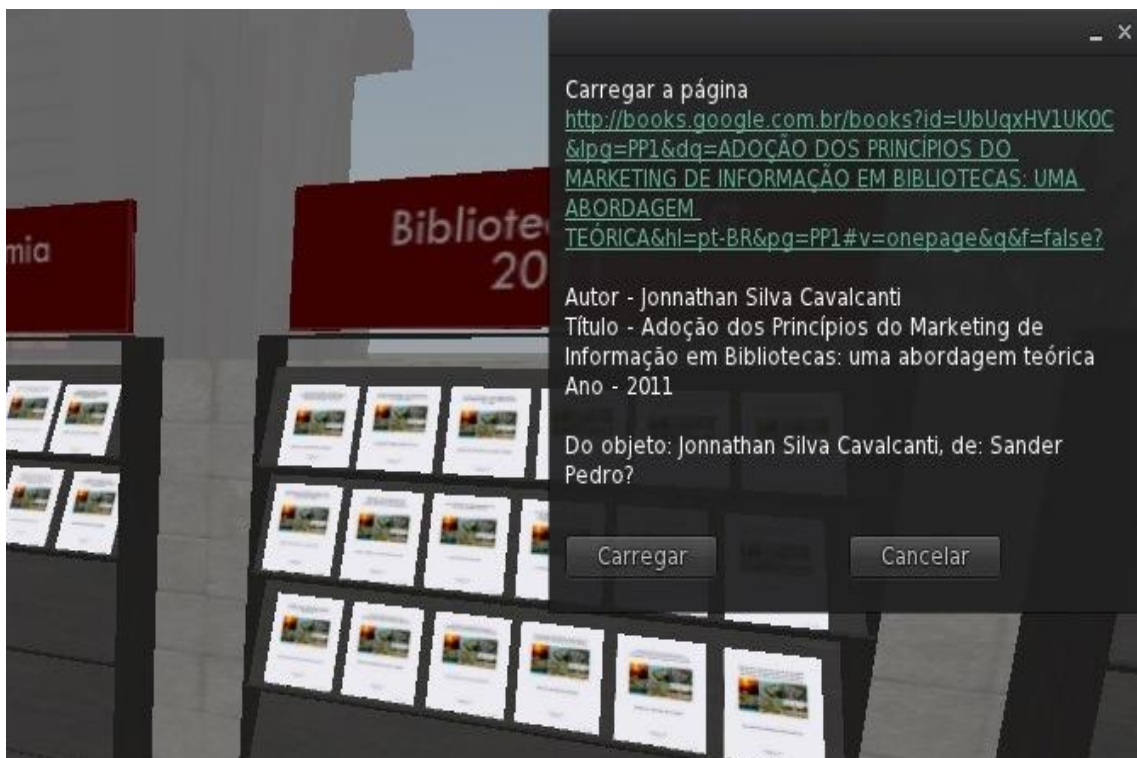 Carregar a página
http://books.google.com.br/books?id=UbUqxHV1UK0C
&lpg=PP1&dq=ADOÇÃO DOS PRINCÍPIOS DO
MARKETING DE INFORMAÇÃO EM BIBLIOTECAS: UMA
ABORDAGEM
TEÓRICA&hl=pt-BR&pg=PP1#v=onepage&q&f=false?
Autor - Jonnathan Silva Cavalcanti
Título - Adoção dos Princípios do Marketing de
Informação em Bibliotecas: uma abordagem teórica
Ano - 2011
Do objeto: Jonnathan Silva Cavalcanti, de: Sander
Pedro?
Carregar
Cancelar
mia
Bibliote
20